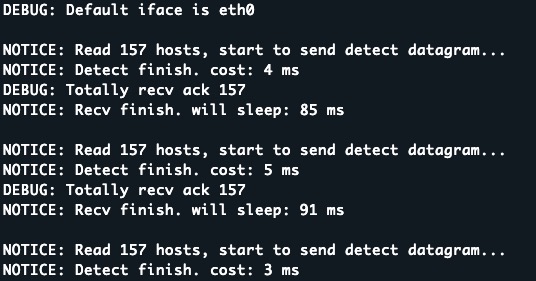 DEBUG: Default iface is eth0
NOTICE: Read 157 hosts, start to send detect datagram...
NOTICE: Detect finish. cost: 4 ms
DEBUG: Totally recv ack 157
NOTICE: Recv finish. will sleep: 85 ms
NOTICE: Read 157 hosts, start to send detect datagram...
NOTICE: Detect finish. cost: 5 ms
DEBUG: Totally recv ack 157
NOTICE: Recv finish. will sleep: 91 ms
NOTICE: Read 157 hosts, start to send detect datagram...
NOTICE: Detect finish. cost: 3 ms